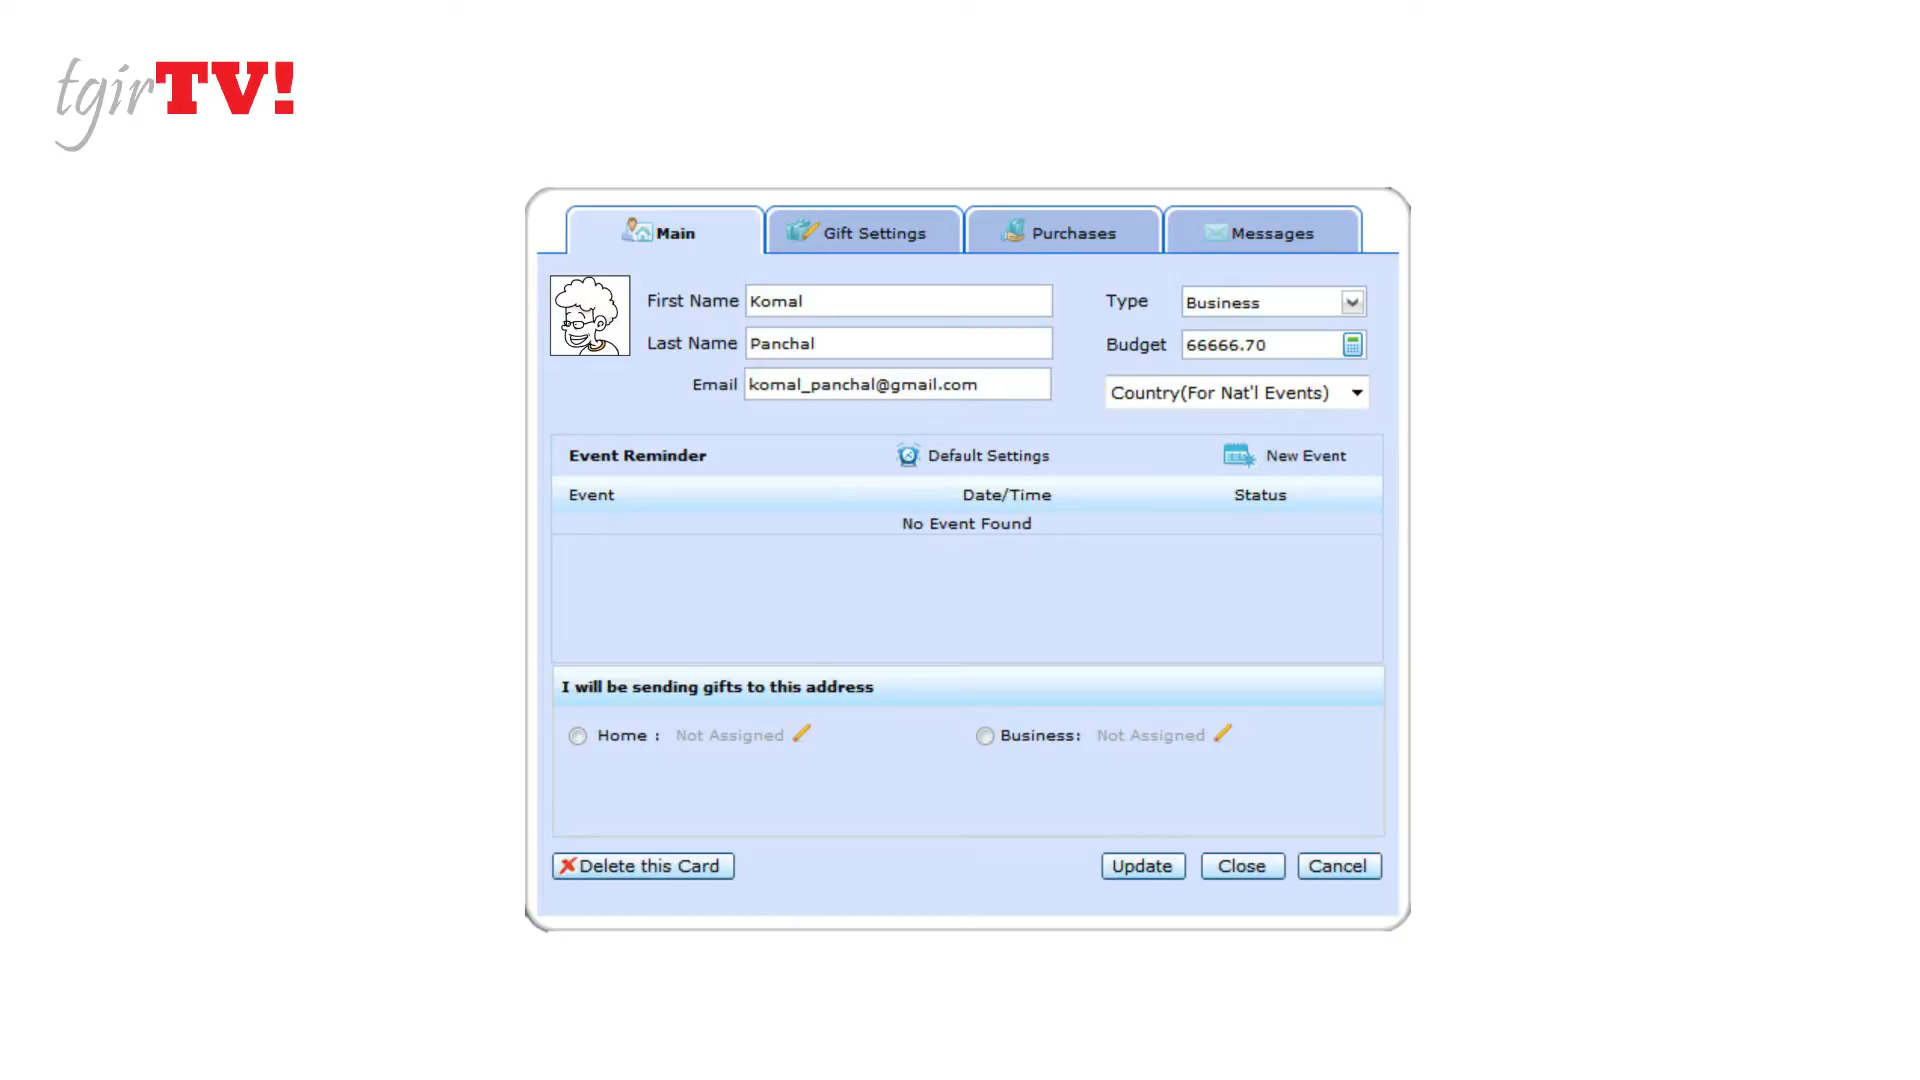 tgirTV!
Main Gift Settings Purchases Messages
First Name Komal Type Business
Last Name Panchal Budget 66666.70
Email komal_panchal@gmail.com Country(For Nat'l Events)
Event Reminder Default Settings New Event
Event Date/Time Status
No Event Found
I will be sending gifts to this address
Home : Not Assigned Business: Not Assigned
Delete this Card Update Close Cancel